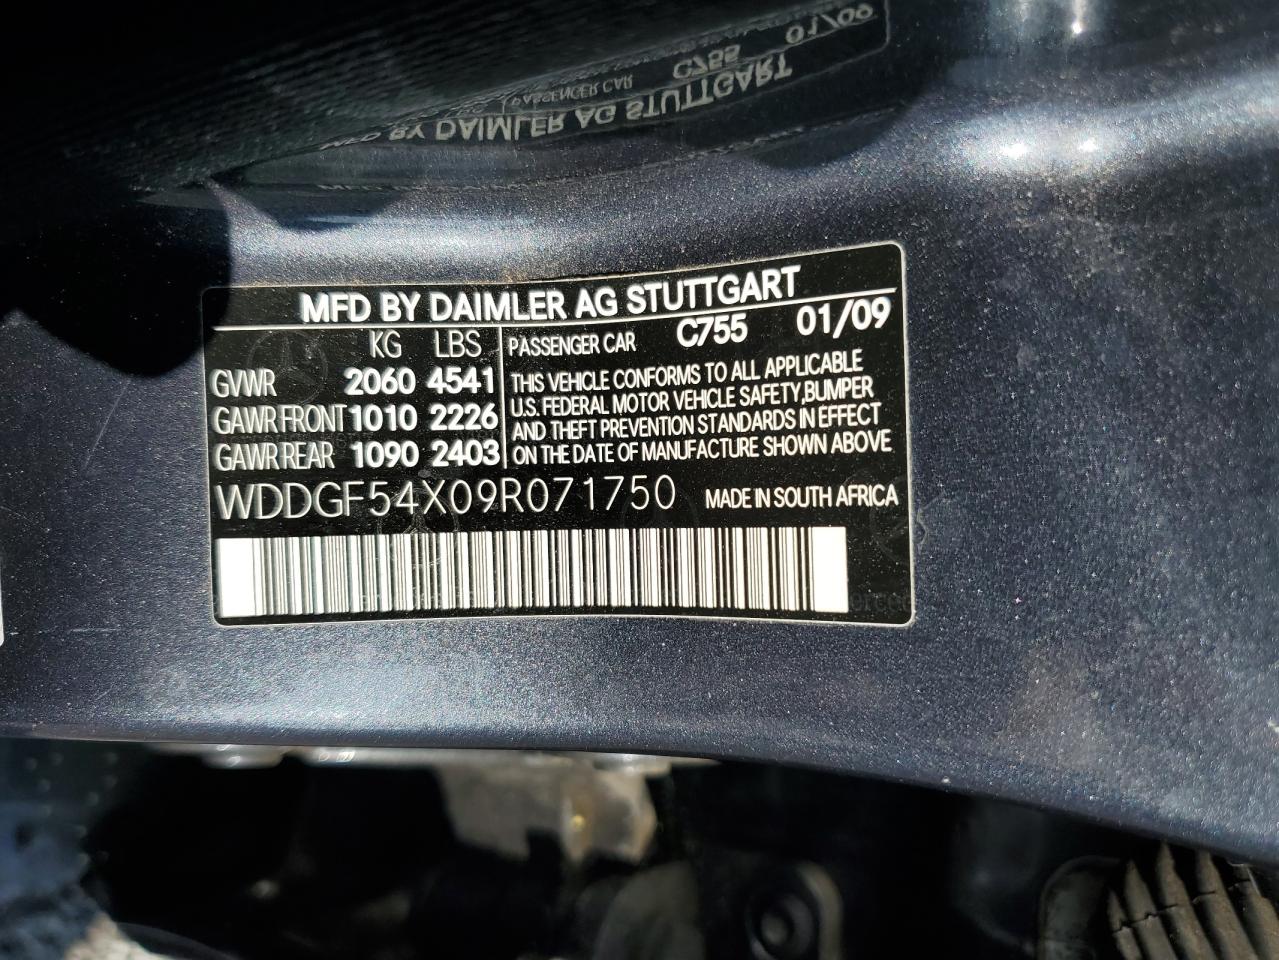 MFD BY DAIMLER AG STUTTGART
KG LBS PASSENGER CAR C755 01/09
GVWR 2060 4541
GAWR FRONT 1010 2226
GAWR REAR 1090 2403
THIS VEHICLE CONFORMS TO ALL APPLICABLE
U.S. FEDERAL MOTOR VEHICLE SAFETY,BUMPER
AND THEFT PREVENTION STANDARDS IN EFFECT
ON THE DATE OF MANUFACTURE SHOWN ABOVE
WDDGF54X09R071750 MADE IN SOUTH AFRICA